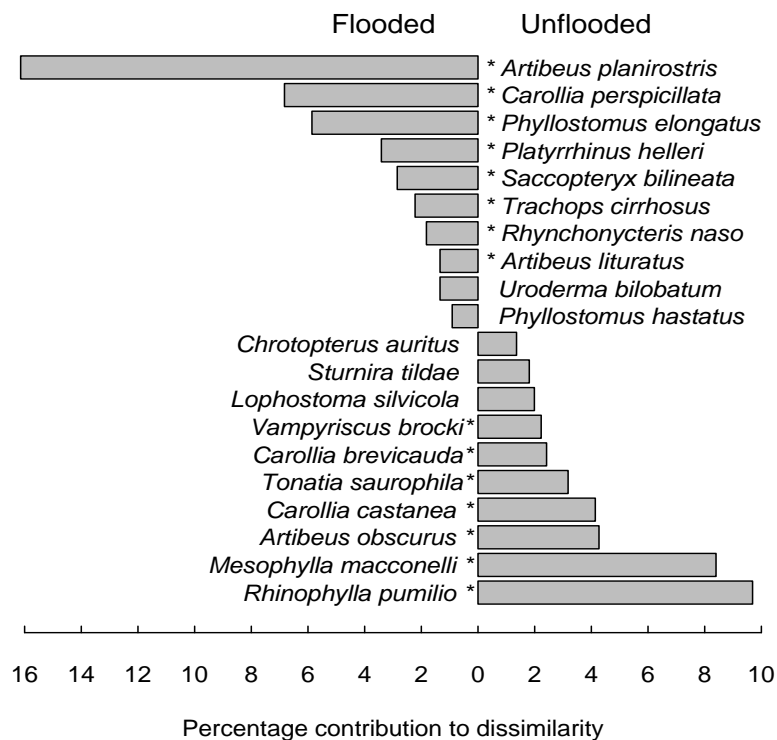 Flooded Unflooded
* Artibeus planirostris
* Carollia perspicillata
* Phyllostomus elongatus
* Platyrrhinus helleri
* Saccopteryx bilineata
* Trachops cirrhosus
* Rhynchonycteris naso
* Artibeus lituratus
Uroderma bilobatum
Phyllostomus hastatus
Chrotopterus auritus
Sturnira tildae
Lophostoma silvicola
Vampyriscus brocki*
Carollia brevicauda*
Tonatia saurophila*
Carollia castanea *
Artibeus obscurus *
Mesophylla macconelli *
Rhinophylla pumilio *
16 14 12 10 8 6 4 2 0 2 4 6 8 10
Percentage contribution to dissimilarity